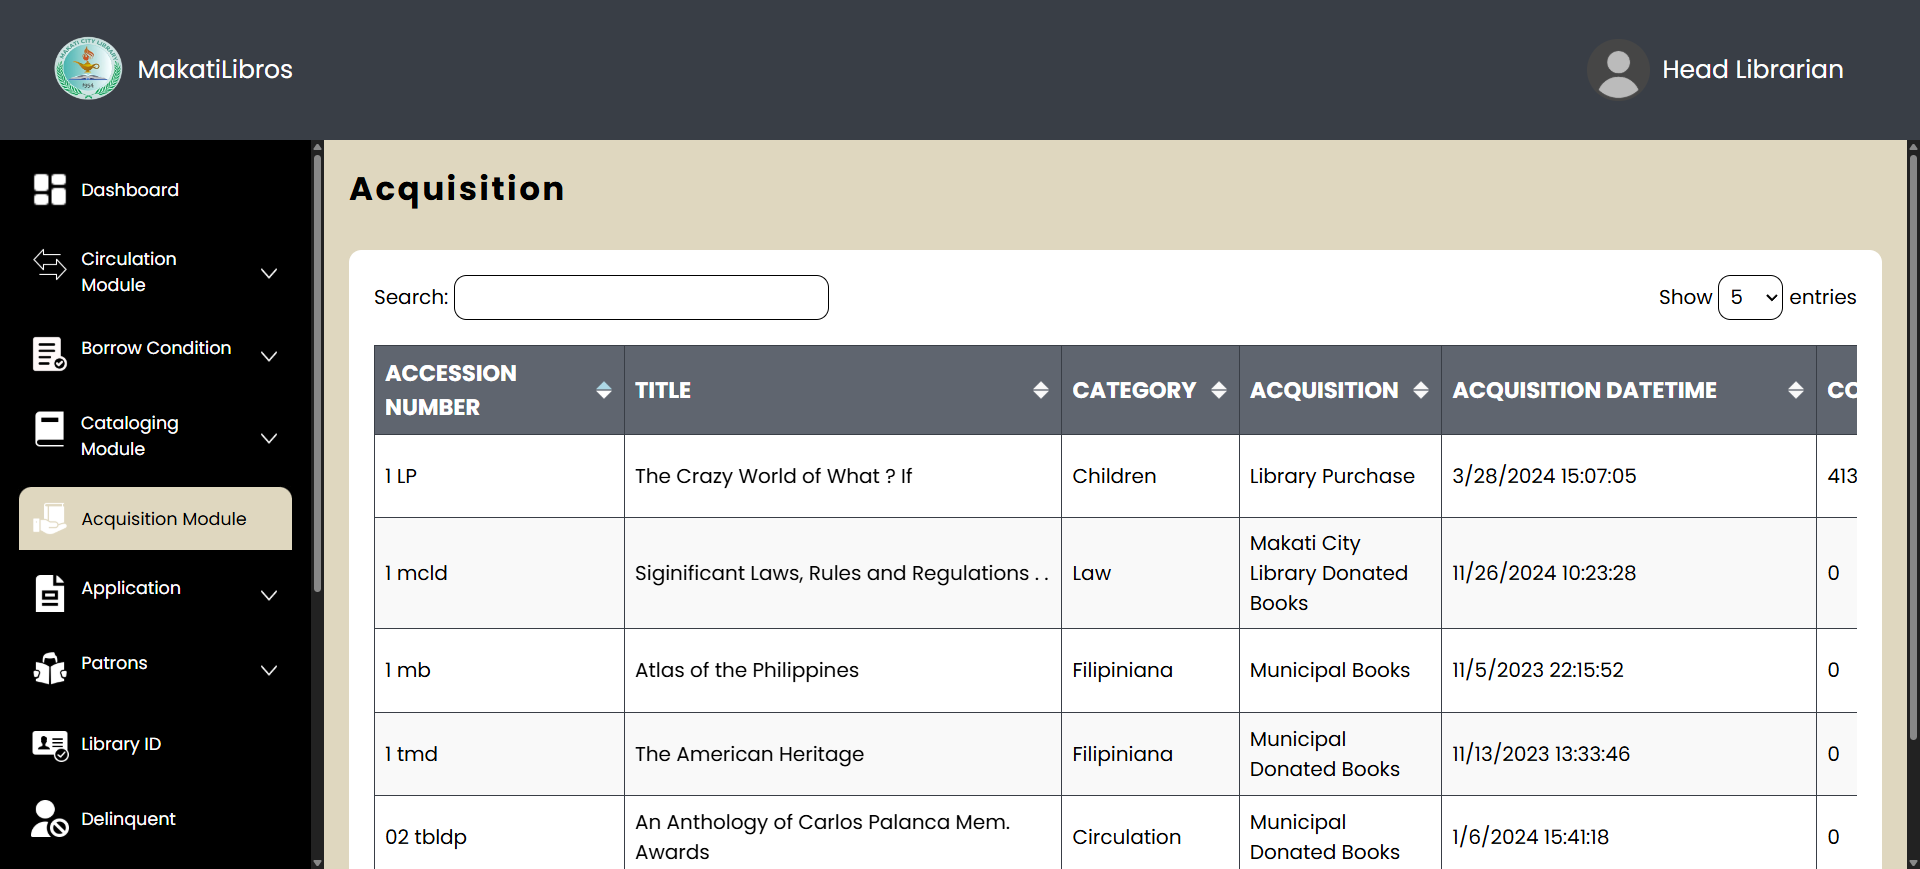 MakatiLibros
Head Librarian
Dashboard
Circulation
Module
Borrow Condition
Cataloging
Module
Acquisition Module
Application
Patrons
Library ID
Delinquent
Acquisition
Search:
Show 5 entries
ACCESSION
NUMBER
TITLE
CATEGORY
ACQUISITION
ACQUISITION DATETIME
CO
1 LP
The Crazy World of What ? If
Children
Library Purchase
3/28/2024 15:07:05
413
1 mcld
Siginificant Laws, Rules and Regulations . .
Law
Makati City
Library Donated
Books
11/26/2024 10:23:28
0
1 mb
Atlas of the Philippines
Filipiniana
Municipal Books
11/5/2023 22:15:52
0
1 tmd
The American Heritage
Filipiniana
Municipal
Donated Books
11/13/2023 13:33:46
0
02 tbldp
An Anthology of Carlos Palanca Mem.
Awards
Circulation
Municipal
Donated Books
1/6/2024 15:41:18
0